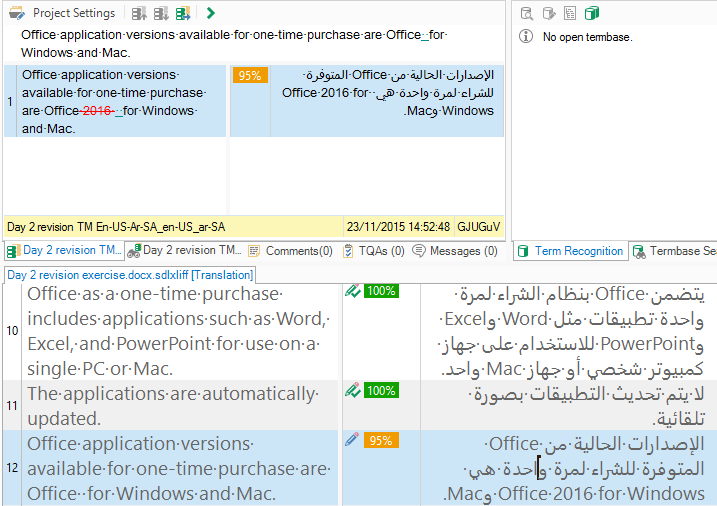 Project Settings
Office application versions available for one-time purchase are Office for
Windows and Mac.
1
Office application versions
available for one-time purchase
are Office 2016 for Windows
and Mac.
95%
الإصدارات الحالية من Office المتوفرة
للشراء لمرة واحدة هي Office 2016 for
Windows وMac.
Day 2 revision TM En-US-Ar-SA_en-US_ar-SA
23/11/2015 14:52:48
GJUGuV
Day 2 revision TM...
Day 2 revision TM...
Comments(0)
TQAs (0)
Messages (0)
No open termbase.
Term Recognition
Termbase Se
Day 2 revision exercise.docx.sdlxliff [Translation]
10
Office as a one-time purchase
includes applications such as Word,
Excel, and PowerPoint for use on a
single PC or Mac.
100%
يتضمن Office بنظام الشراء لمرة
واحدة تطبيقات مثل Word وExcel
وPowerPoint للاستخدام على جهاز
كمبيوتر شخصي أو جهاز Mac واحد.
11
The applications are automatically
updated.
100%
لا يتم تحديث التطبيقات بصورة
تلقائية.
12
Office application versions
available for one-time purchase are
Office for Windows and Mac.
95%
الإصدارات الحالية من Office
المتوفرة للشراء لمرة واحدة هي
Office 2016 for Windows وMac.